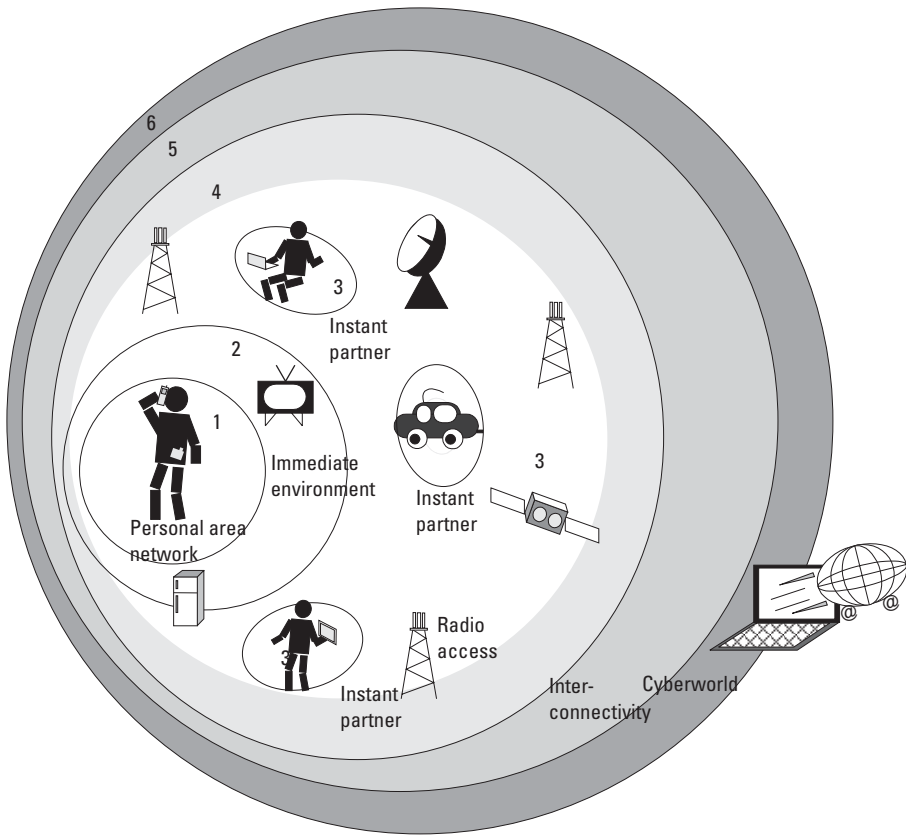 6
5
4
3
Instant
partner
2
1
Immediate
environment
Personal area
network
Instant
partner
3
3
Instant
partner
Radio
access
Inter-
connectivity
Cyberworld
@ @